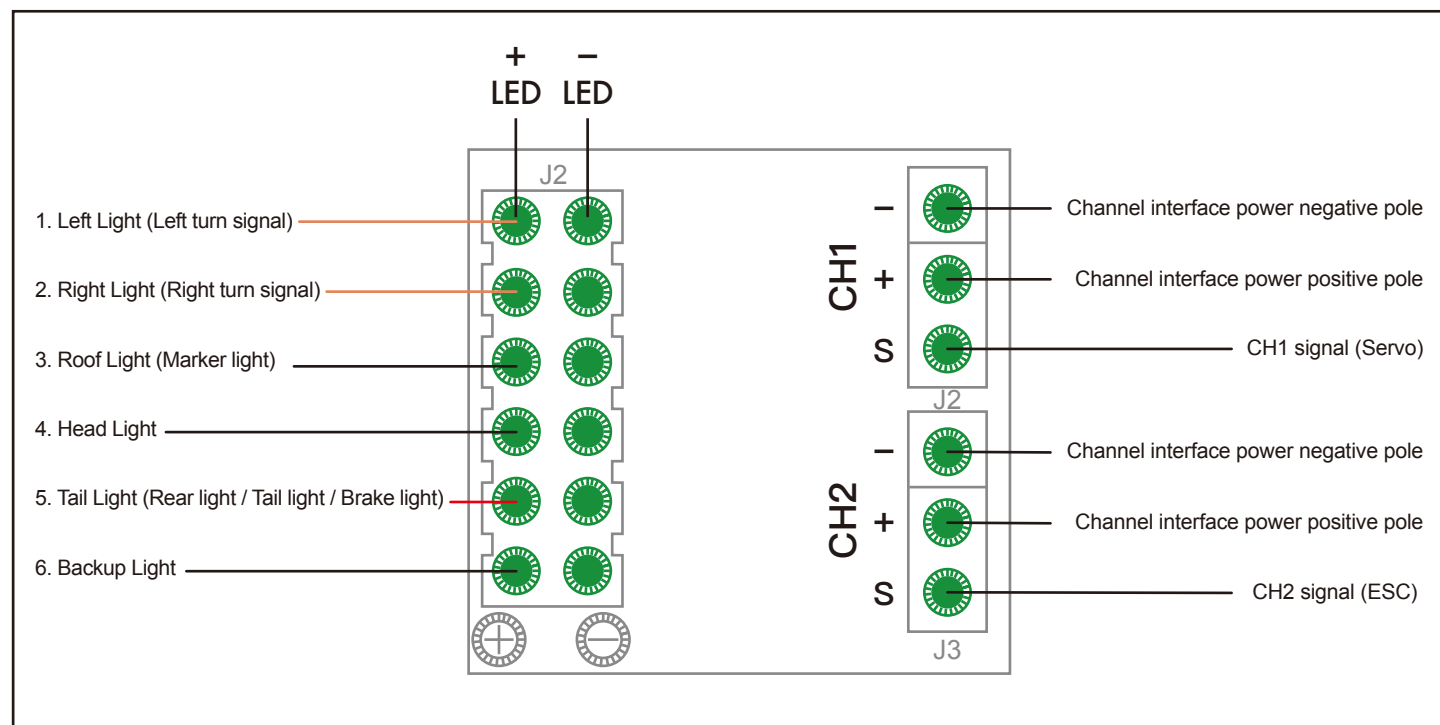 + −
LED LED
J2
1. Left Light (Left turn signal)
2. Right Light (Right turn signal)
3. Roof Light (Marker light)
4. Head Light
5. Tail Light (Rear light / Tail light / Brake light)
6. Backup Light
+ −
CH1
− Channel interface power negative pole
+ Channel interface power positive pole
S CH1 signal (Servo)
J2
CH2
− Channel interface power negative pole
+ Channel interface power positive pole
S CH2 signal (ESC)
J3